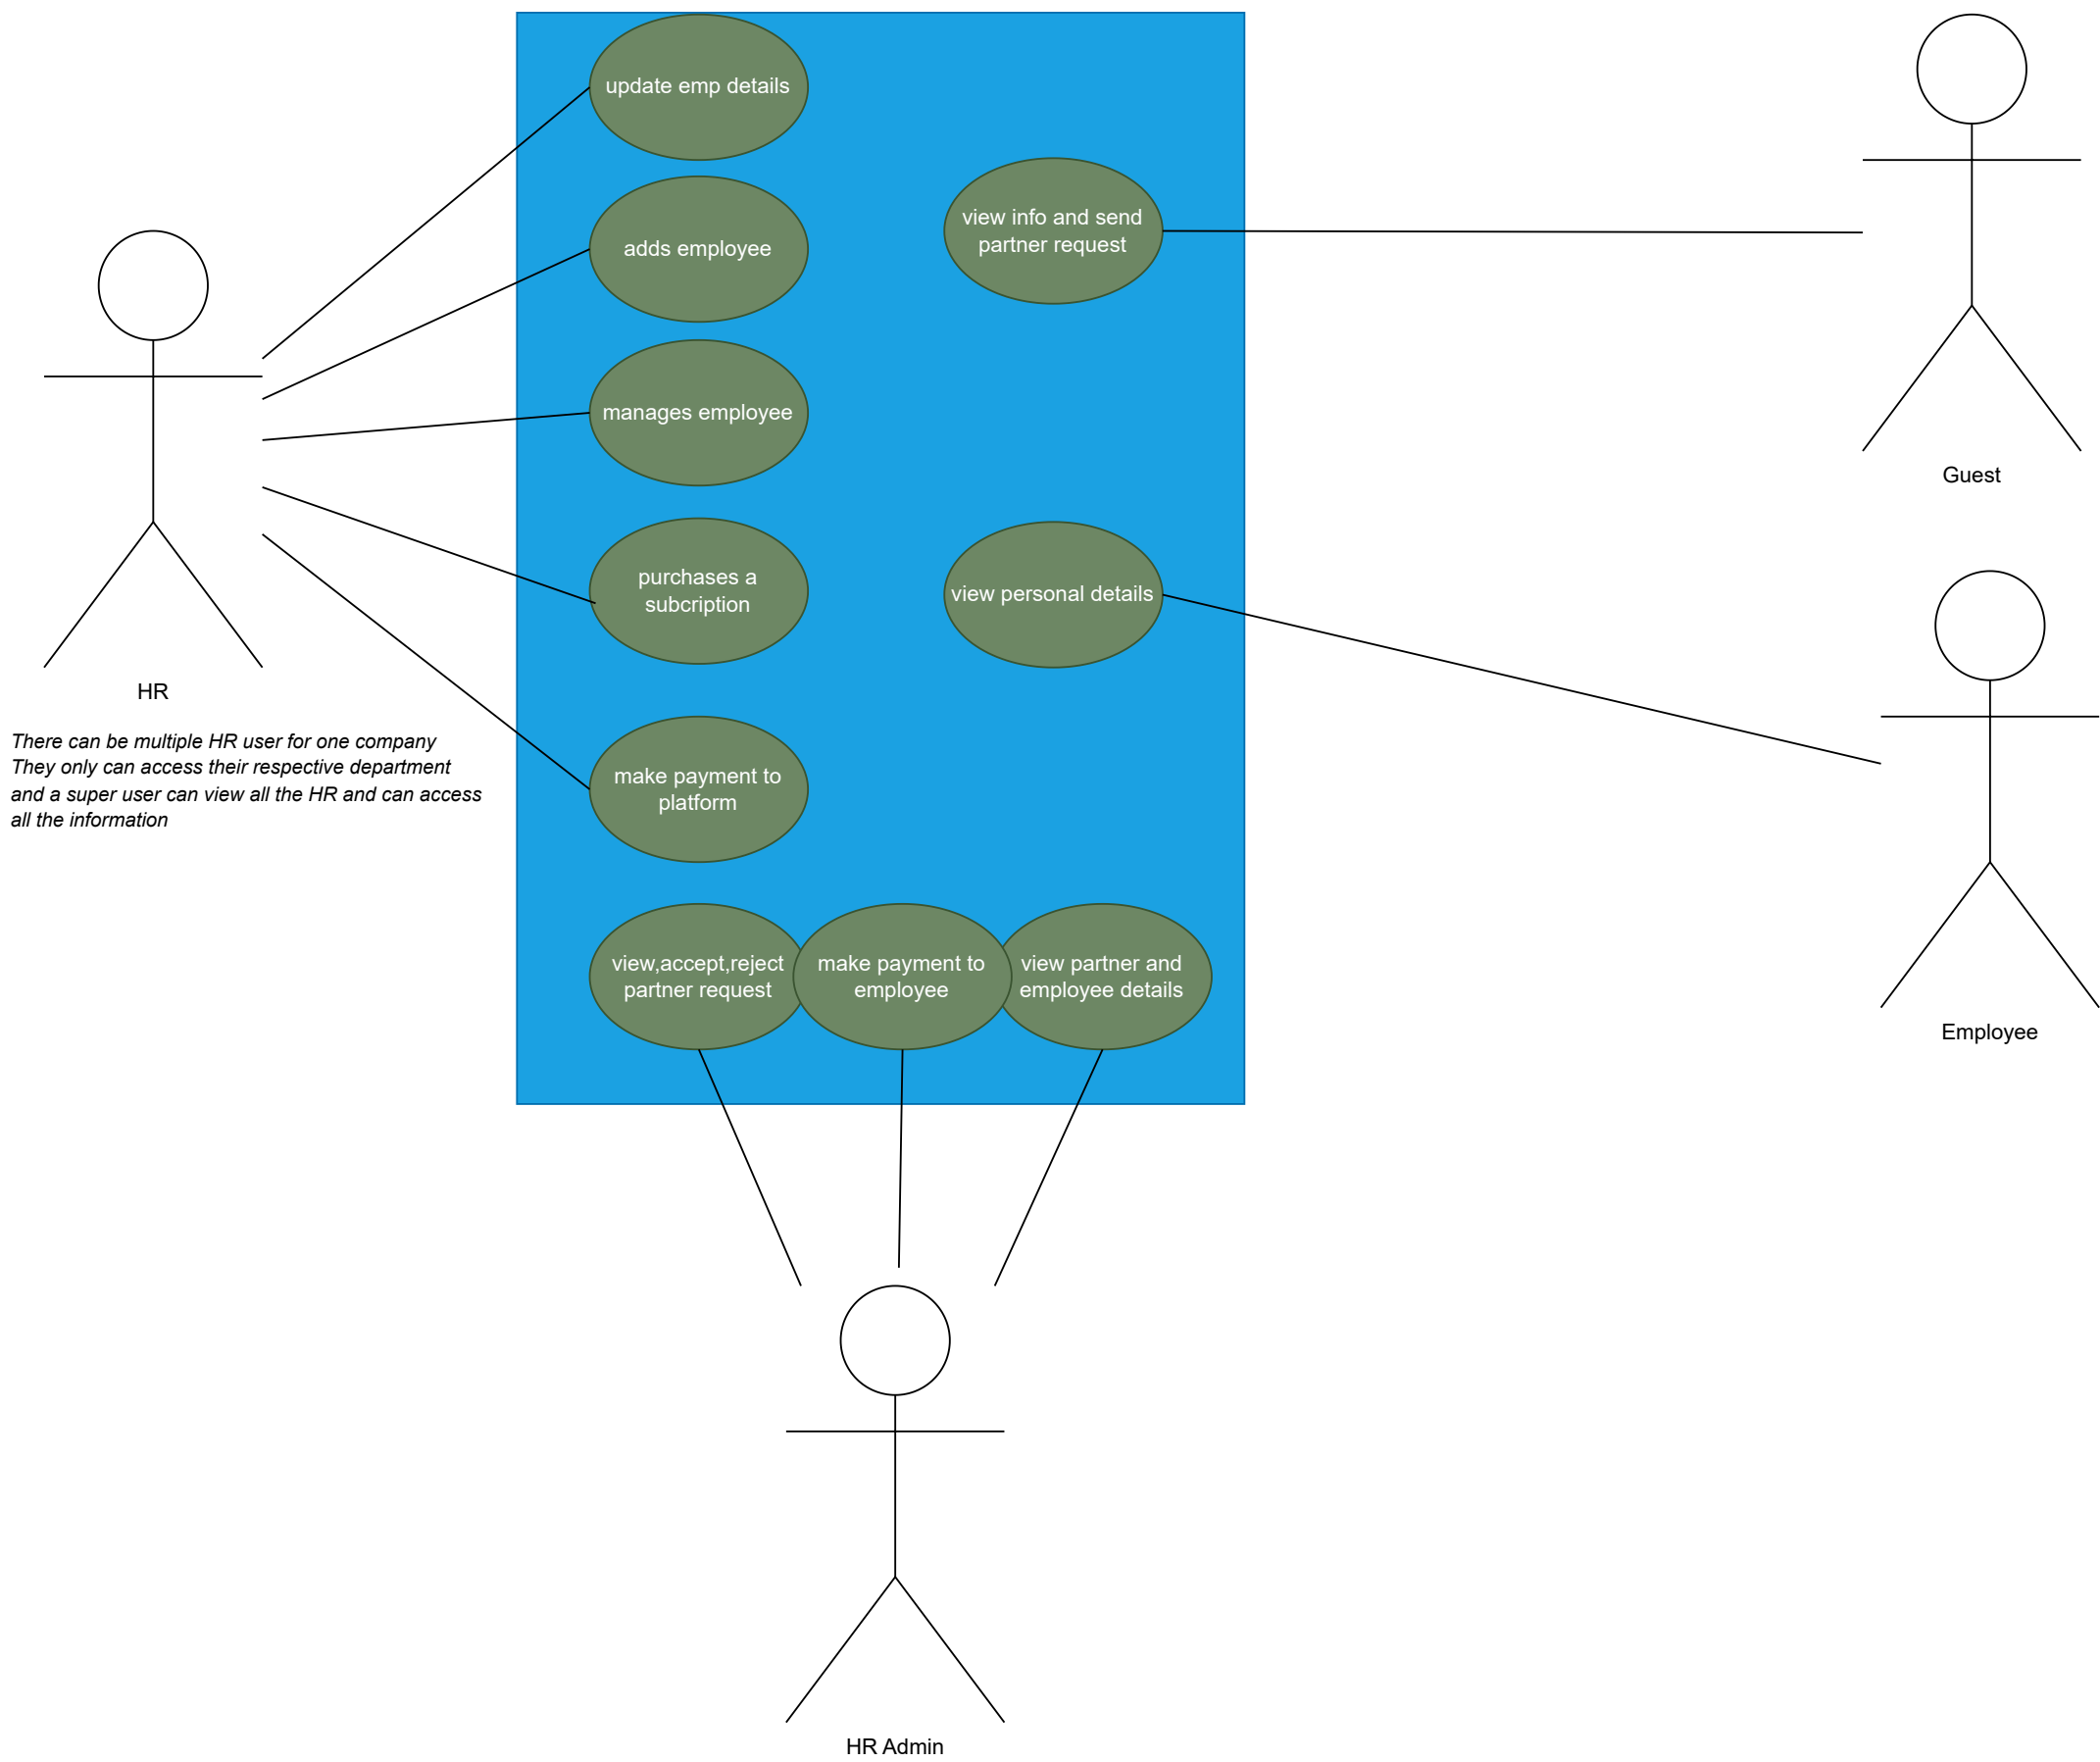 update emp details
adds employee
view info and send
partner request
manages employee
Guest
purchases a
subcription
view personal details
HR
There can be multiple HR user for one company
They only can access their respective department
and a super user can view all the HR and can access
all the information
make payment to
platform
view,accept,reject
partner request
make payment to
employee
view partner and
employee details
Employee
HR Admin